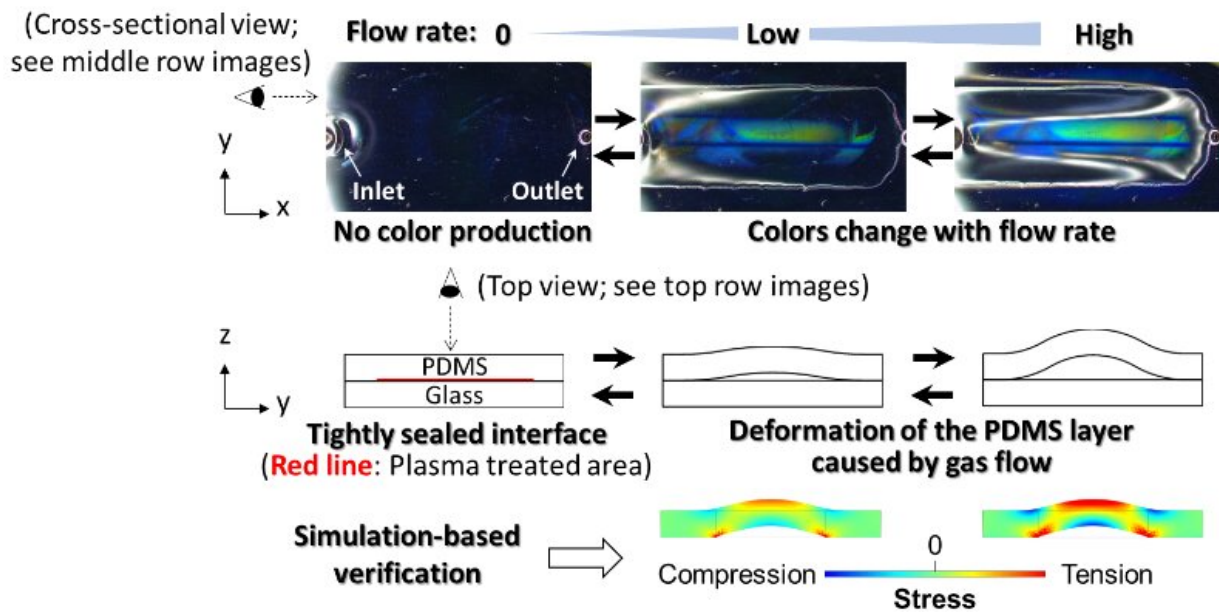 (Cross-sectional view;
see middle row images)
Flow rate: 0 Low High
y
x
Inlet
Outlet
No color production
Colors change with flow rate
(Top view; see top row images)
z
y
PDMS
Glass
Tightly sealed interface
(Red line: Plasma treated area)
Deformation of the PDMS layer
caused by gas flow
Simulation-based
verification
0
Compression Tension
Stress